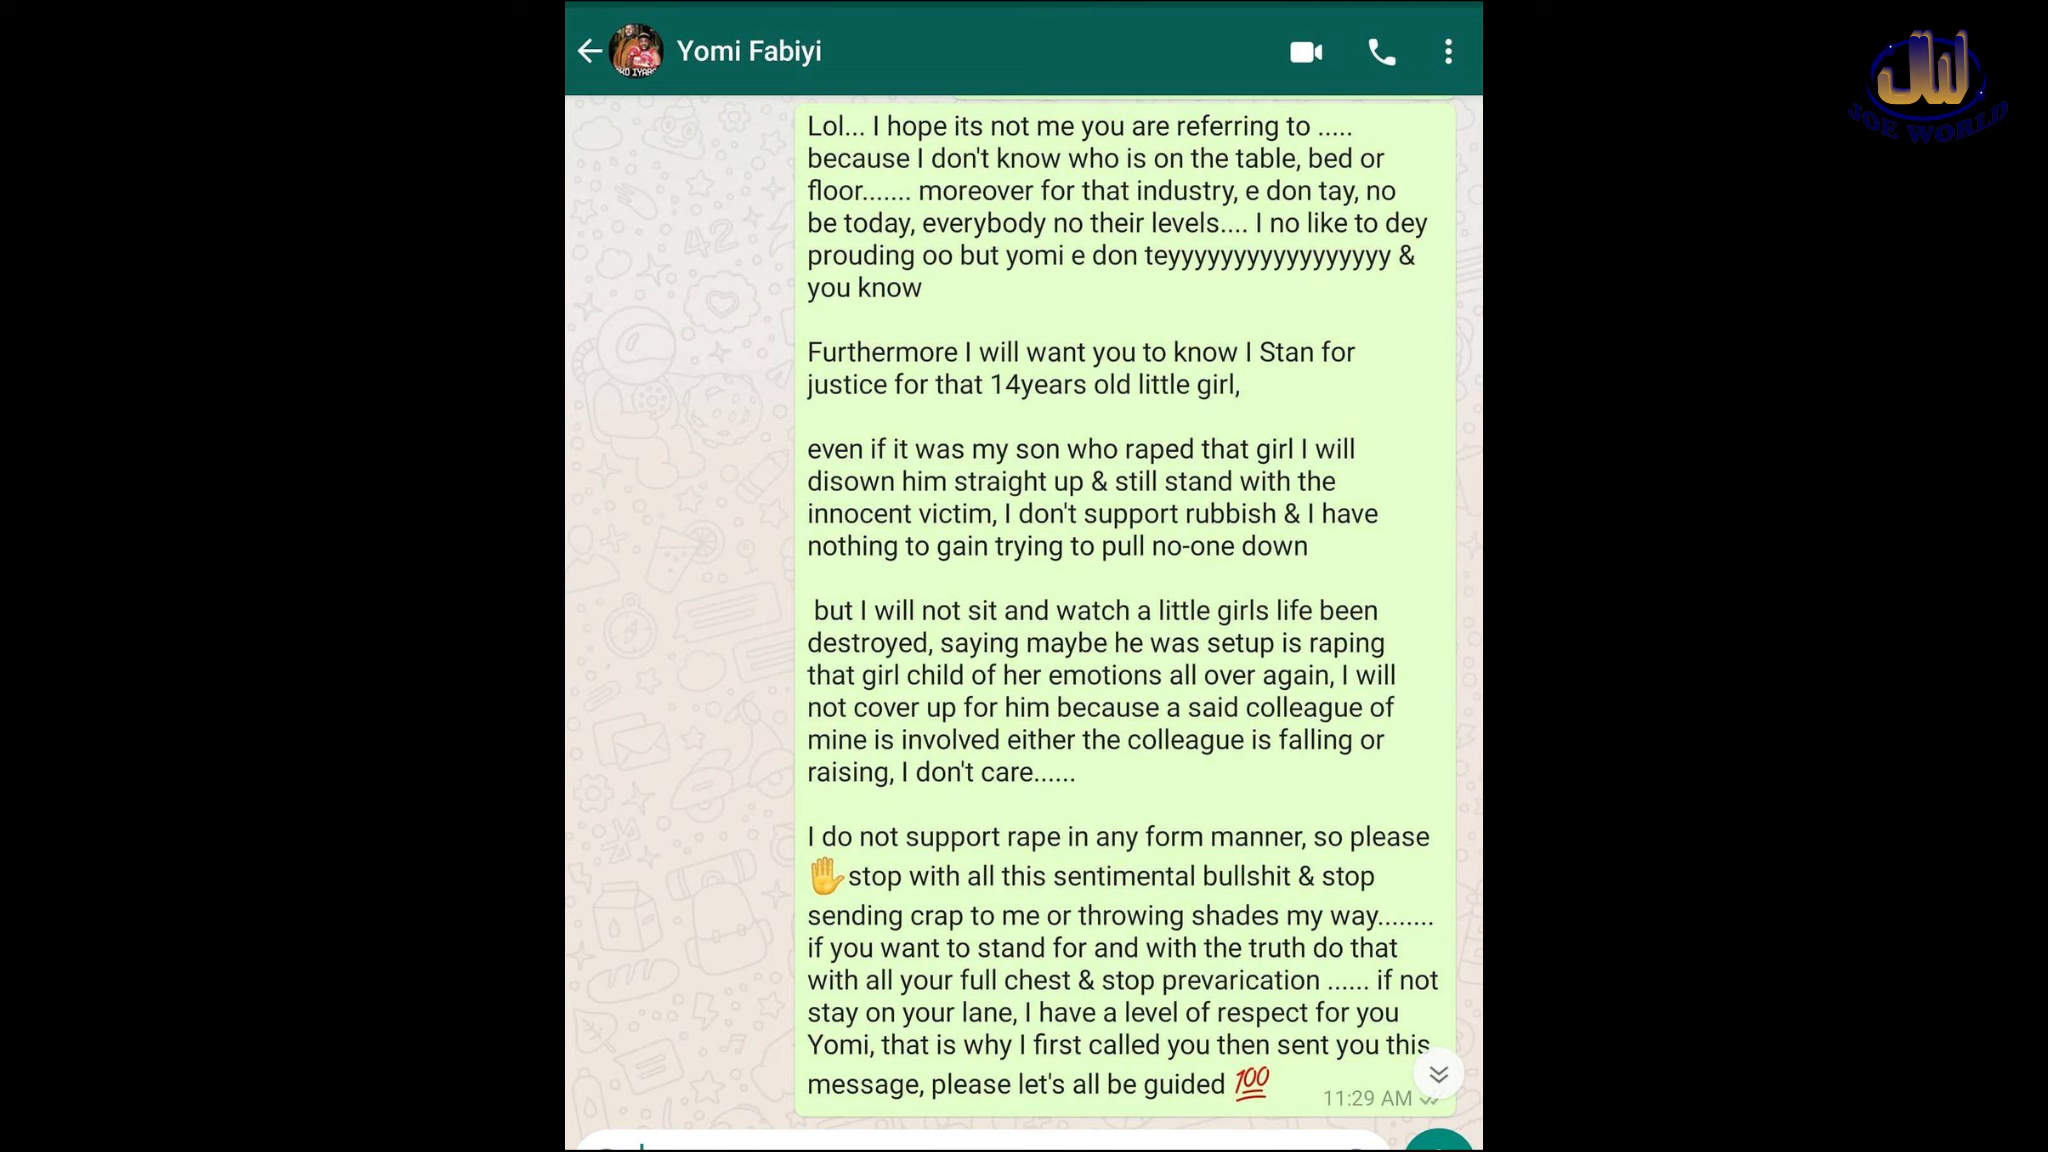 Yomi Fabiyi
JW
JOE WORLD
Lol... I hope its not me you are referring to .....
because I don't know who is on the table, bed or
floor....... moreover for that industry, e don tay, no
be today, everybody no their levels.... I no like to dey
prouding oo but yomi e don teyyyyyyyyyyyyyyyyy &
you know
Furthermore I will want you to know I Stan for
justice for that 14years old little girl,
even if it was my son who raped that girl I will
disown him straight up & still stand with the
innocent victim, I don't support rubbish & I have
nothing to gain trying to pull no-one down
but I will not sit and watch a little girls life been
destroyed, saying maybe he was setup is raping
that girl child of her emotions all over again, I will
not cover up for him because a said colleague of
mine is involved either the colleague is falling or
raising, I don't care......
I do not support rape in any form manner, so please
🖐stop with all this sentimental bullshit & stop
sending crap to me or throwing shades my way........
if you want to stand for and with the truth do that
with all your full chest & stop prevarication ...... if not
stay on your lane, I have a level of respect for you
Yomi, that is why I first called you then sent you this
message, please let's all be guided 💯
11:29 AM